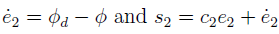 ė₂ = ϕ_d − ϕ and s₂ = c₂e₂ + ė₂